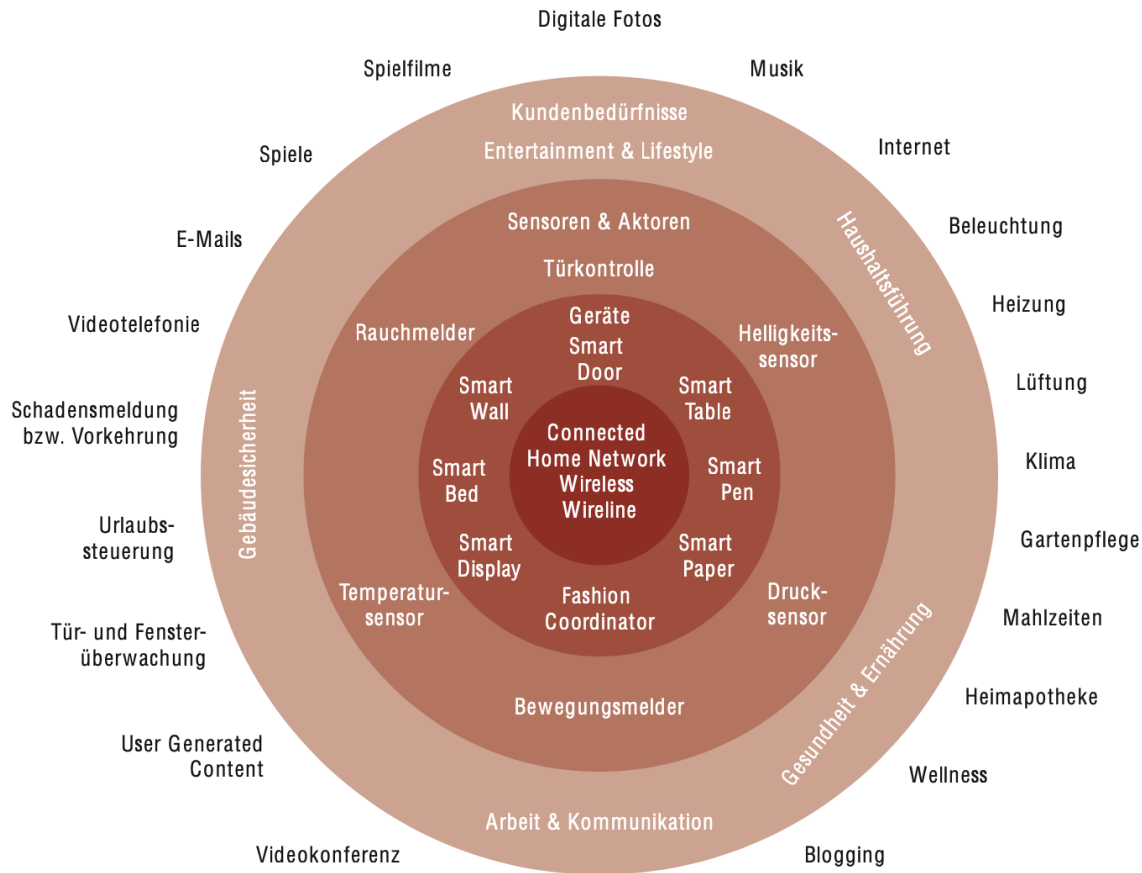 Digitale Fotos
Spielfilme
Musik
Spiele
Internet
E-Mails
Beleuchtung
Videotelefonie
Heizung
Schadensmeldung
bzw. Vorkehrung
Lüftung
Klima
Urlaubs-
steuerung
Gartenpflege
Tür- und Fenster-
überwachung
Mahlzeiten
Heimapotheke
User Generated
Content
Wellness
Videokonferenz
Blogging
Kundenbedürfnisse
Entertainment & Lifestyle
Haushaltsführung
Gesundheit & Ernährung
Arbeit & Kommunikation
Gebäudesicherheit
Sensoren & Aktoren
Türkontrolle
Rauchmelder
Helligkeits-
sensor
Temperatur-
sensor
Druck-
sensor
Bewegungsmelder
Geräte
Smart
Door
Smart
Wall
Smart
Table
Smart
Bed
Smart
Pen
Smart
Display
Smart
Paper
Fashion
Coordinator
Connected
Home Network
Wireless
Wireline